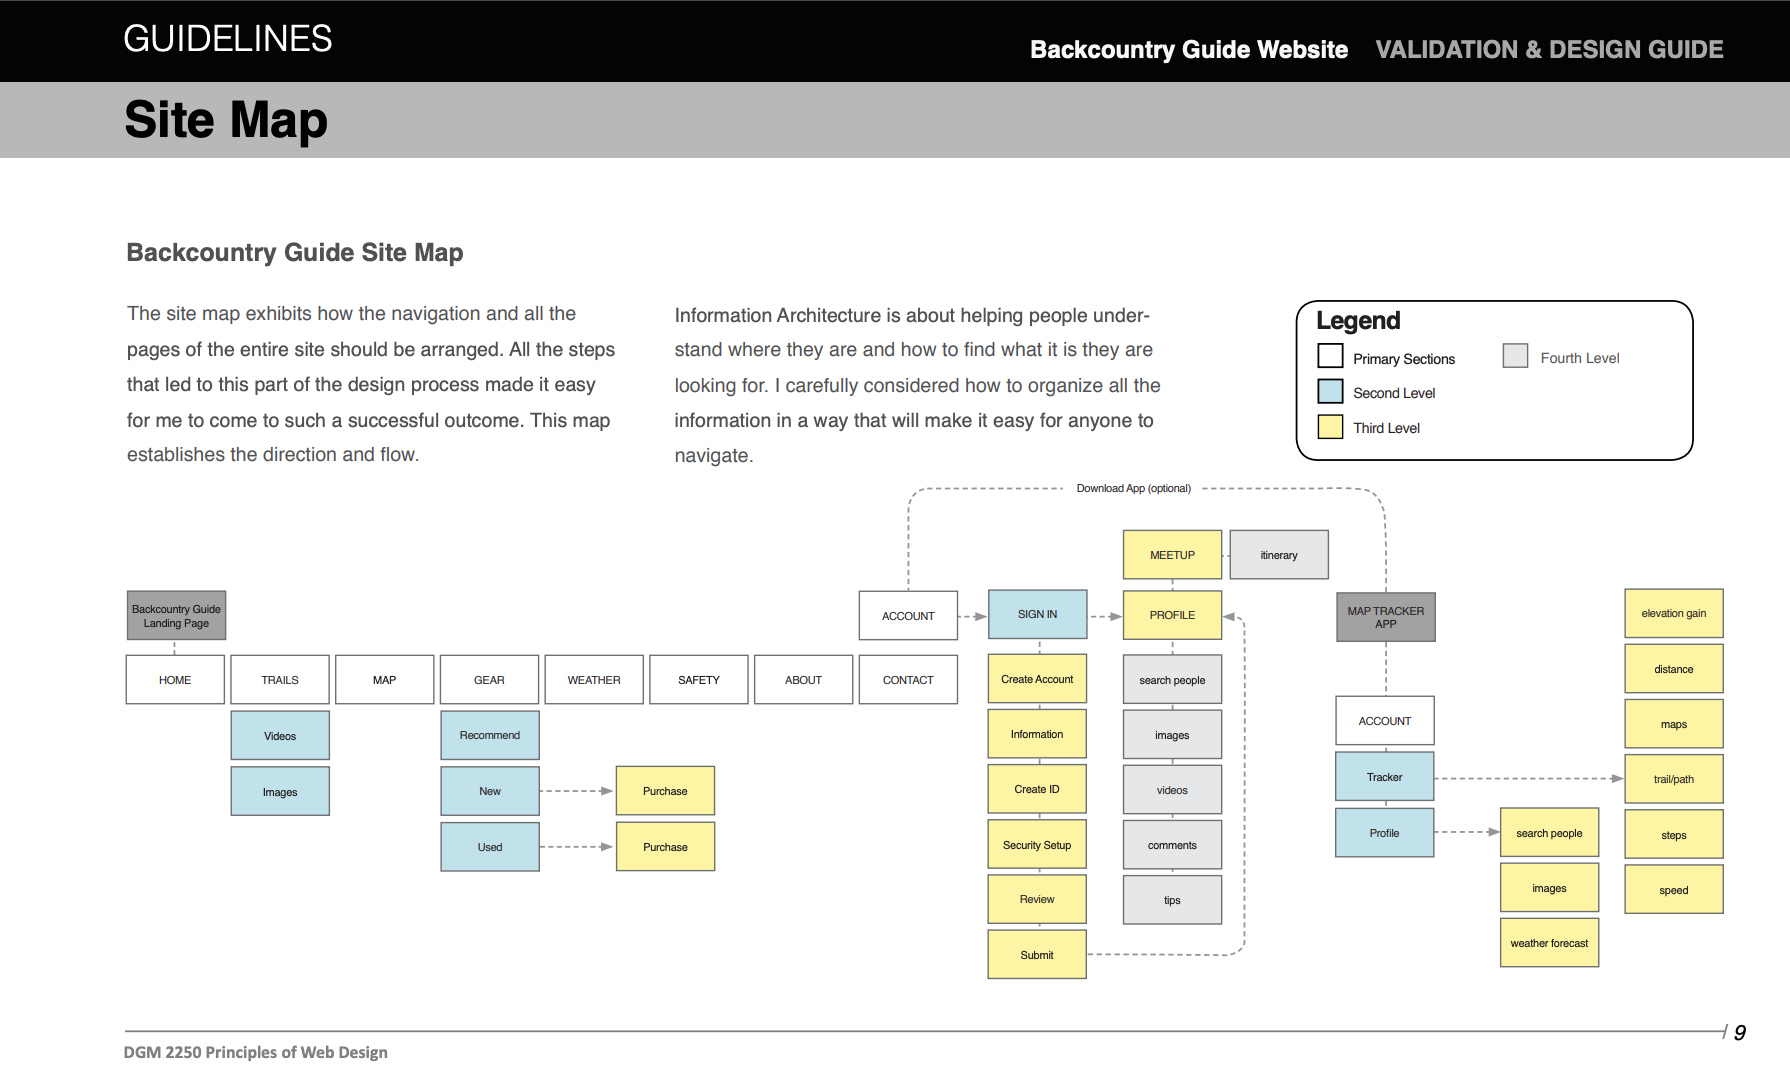 GUIDELINES
Backcountry Guide Website VALIDATION & DESIGN GUIDE
Site Map
Backcountry Guide Site Map
The site map exhibits how the navigation and all the
pages of the entire site should be arranged. All the steps
that led to this part of the design process made it easy
for me to come to such a successful outcome. This map
establishes the direction and flow.
Information Architecture is about helping people under-
stand where they are and how to find what it is they are
looking for. I carefully considered how to organize all the
information in a way that will make it easy for anyone to
navigate.
Legend
Primary Sections
Second Level
Third Level
Fourth Level
Download App (optional)
MEETUP
itinerary
Backcountry Guide
Landing Page
ACCOUNT
SIGN IN
PROFILE
MAP TRACKER
APP
HOME
TRAILS
MAP
GEAR
WEATHER
SAFETY
ABOUT
CONTACT
Videos
Images
Recommend
New
Used
Purchase
Purchase
Create Account
Information
Create ID
Security Setup
Review
Submit
search people
images
videos
comments
tips
ACCOUNT
Tracker
Profile
search people
images
weather forecast
elevation gain
distance
maps
trail/path
steps
speed
DGM 2250 Principles of Web Design
/ 9